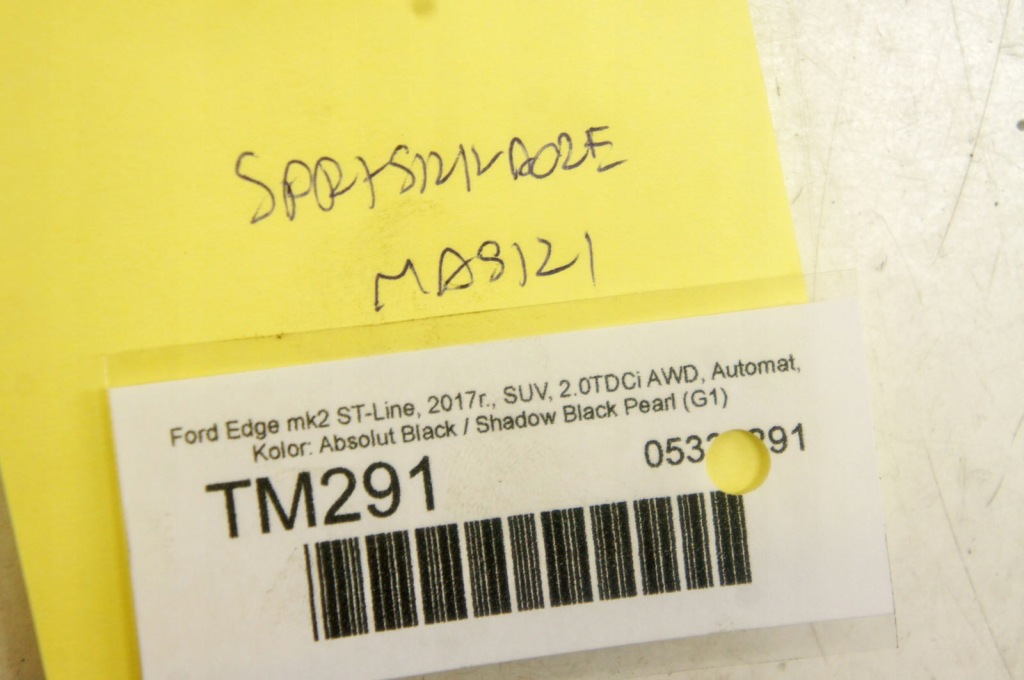 MA8121
Ford Edge mk2 ST-Line, 2017r., SUV, 2.0TDCi AWD, Automat,
Kolor: Absolut Black / Shadow Black Pearl (G1)
TM291